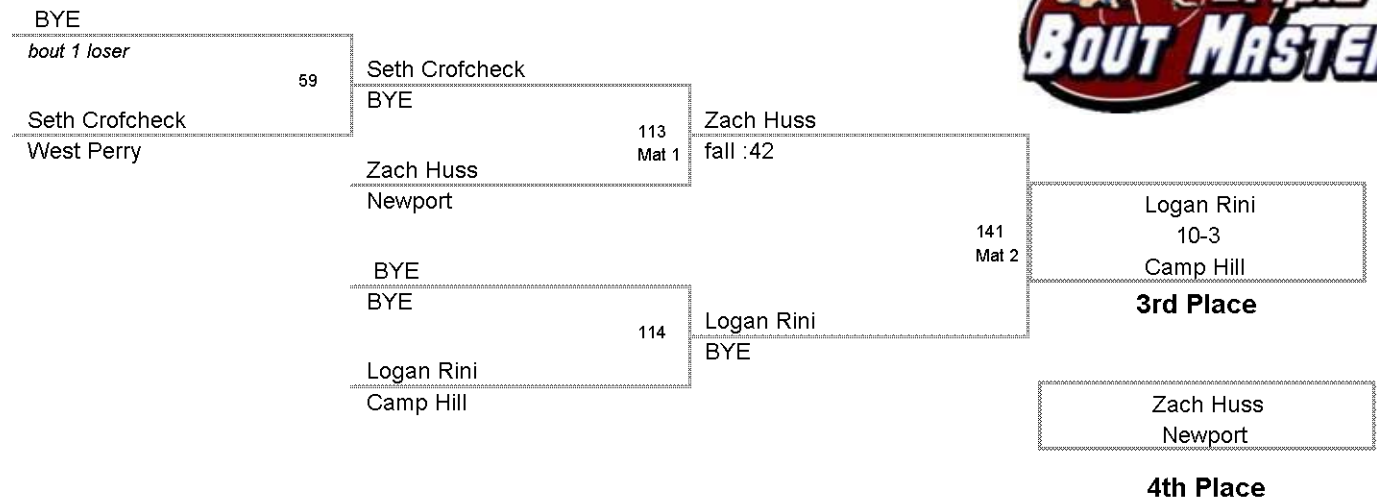 BYE
bout 1 loser
59
Seth Crofcheck
West Perry
Seth Crofcheck
BYE
113
Mat 1
Zach Huss
Newport
BYE
BYE
114
Logan Rini
Camp Hill
Zach Huss
fall :42
141
Mat 2
Logan Rini
BYE
BOUT MASTE
Logan Rini
10-3
Camp Hill
3rd Place
Zach Huss
Newport
4th Place